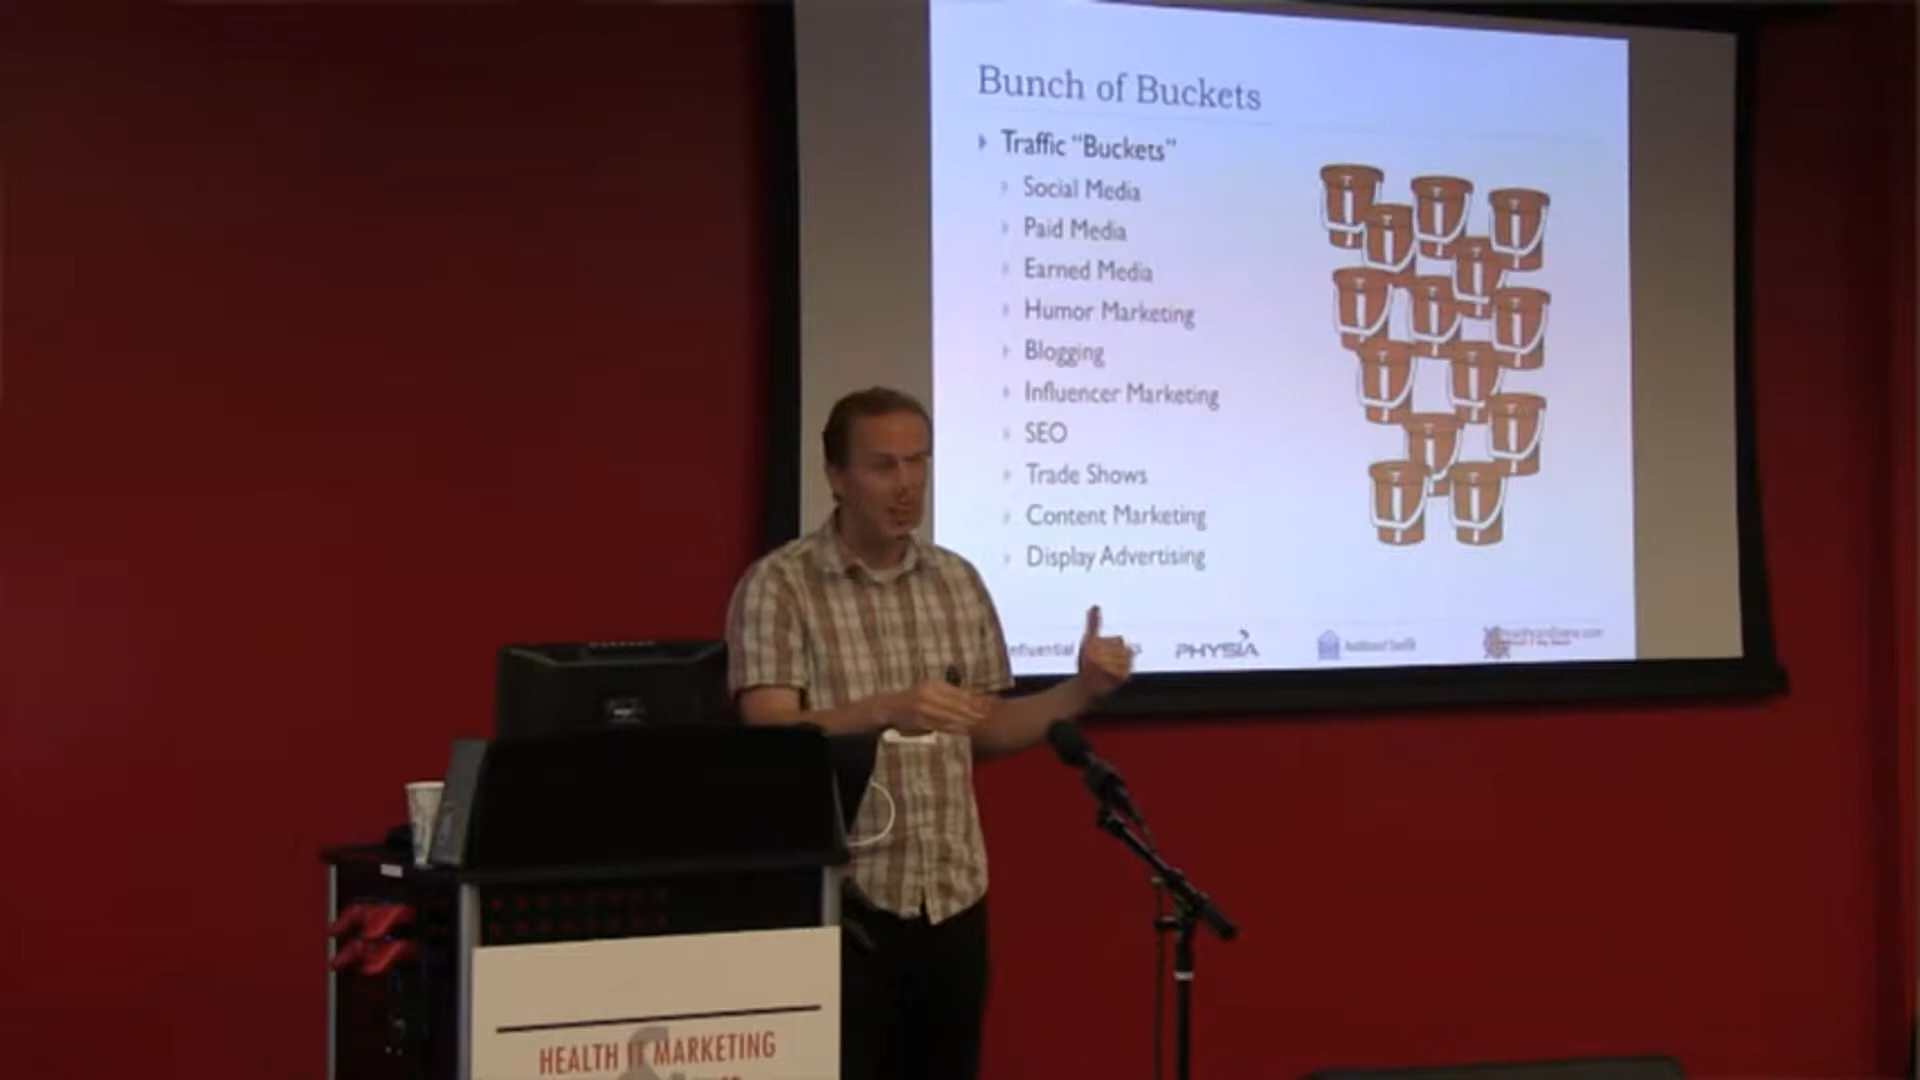 Bunch of Buckets
Traffic “Buckets”
Social Media
Paid Media
Earned Media
Humor Marketing
Blogging
Influencer Marketing
SEO
Trade Shows
Content Marketing
Display Advertising
PHYSIA
HEALTH IT MARKETING